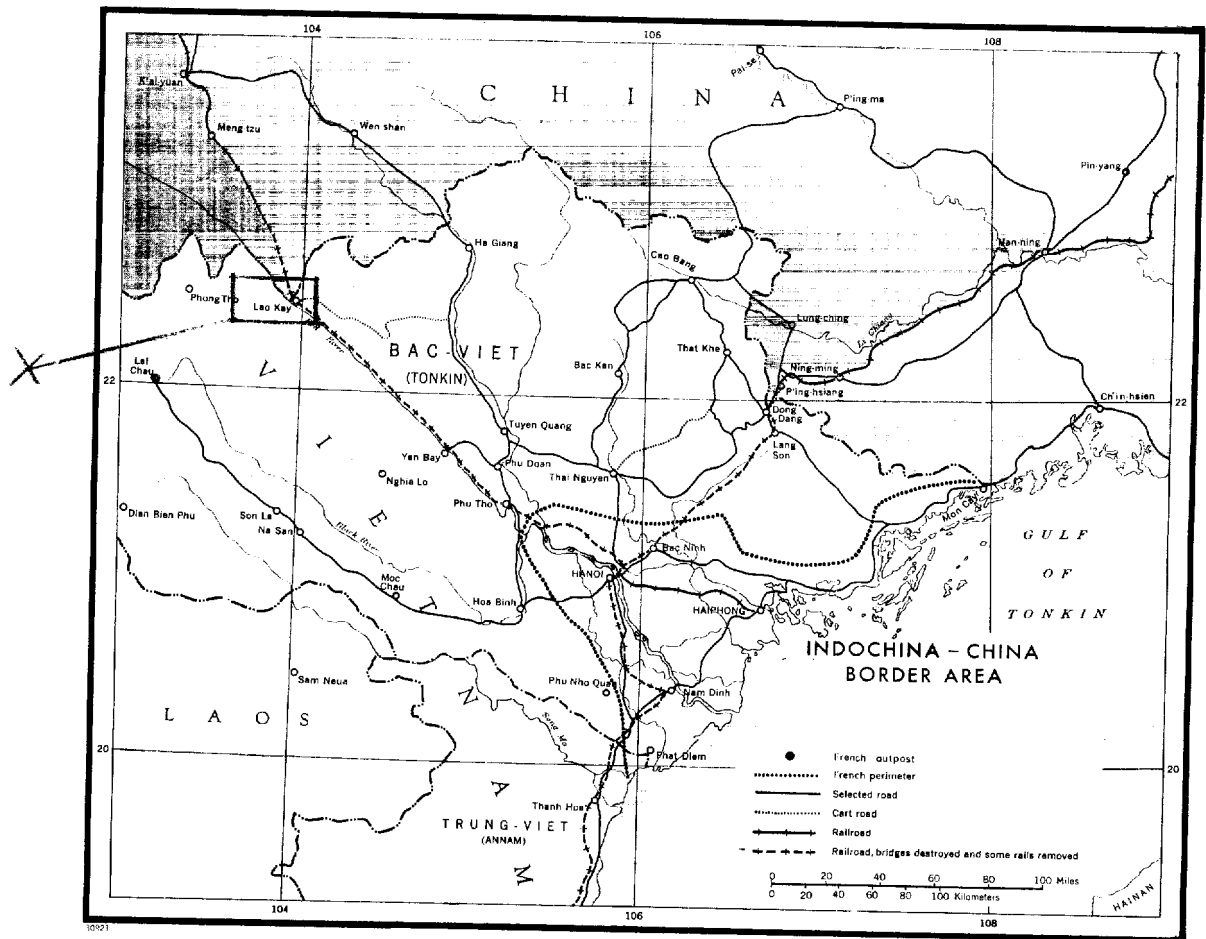 104
106
108
K'ai-yuan
Meng-tzu
Wen-shan
C H I N A
Pai-se
P'ing-ma
Pin-yang
Nan-ning
Ha Giang
Cao Bang
Phong Tho
Lao Kay
River
Lung-ching
BAC-VIET
(TONKIN)
That Khe
Bac Kan
Ning-ming
P'ing-hsiang
Lai
Chau
22
22
Ch'in-hsien
Dong
Dang
Lang
Son
Tuyen Quang
Yen Bay
Phu Doan
Thai Nguyen
Nghia Lo
Phu Tho
Mon Cay
Dien Bien Phu
Son La
Na San
Black River
Bac Ninh
HANOI
GULF
OF
TONKIN
Moc
Chau
Hoa Binh
HAIPHONG
INDOCHINA – CHINA
BORDER AREA
Sam Neua
Phu Nho Quan
Nam Dinh
Song Ma
LAOS
V I E T N A M
20
20
Phat Diem
Thanh Hoa
TRUNG-VIET
(ANNAM)
French outpost
French perimeter
Selected road
Cart road
Railroad
Railroad, bridges destroyed and some rails removed
0 20 40 60 80 100 Miles
0 20 40 60 80 100 Kilometers
HAINAN
104
106
108
30921